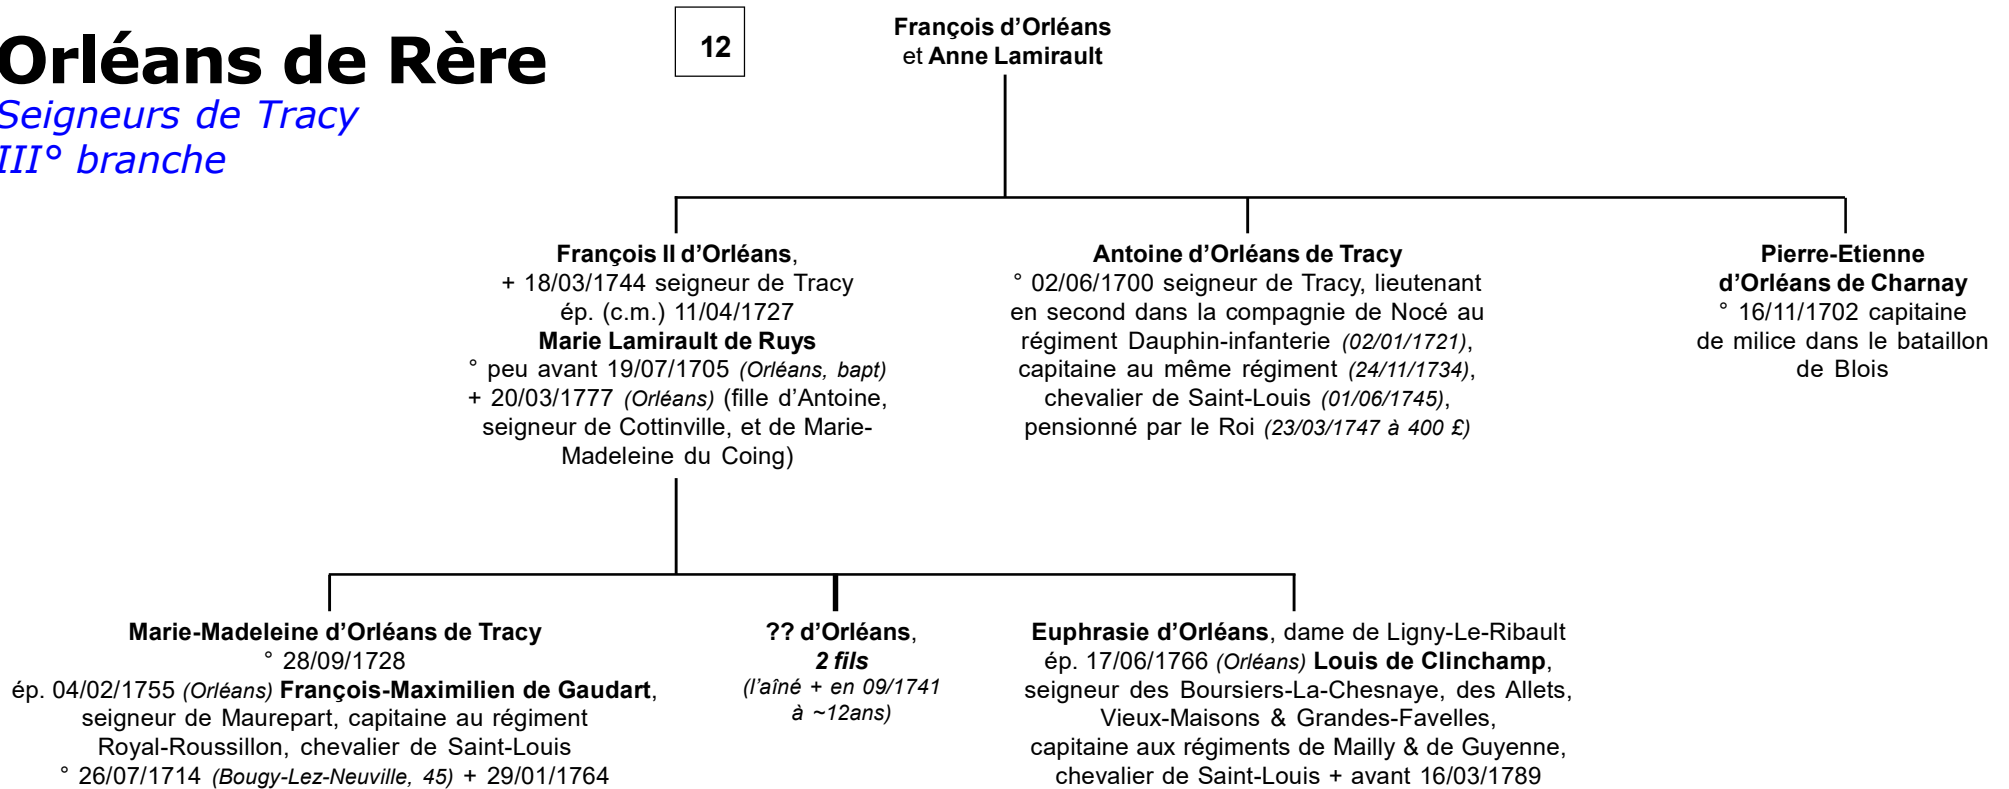 Orléans de Rère
Seigneurs de Tracy
III° branche
12
François d’Orléans
et Anne Lamirault
François II d’Orléans,
+ 18/03/1744 seigneur de Tracy
ép. (c.m.) 11/04/1727
Marie Lamirault de Ruys
° peu avant 19/07/1705 (Orléans, bapt)
+ 20/03/1777 (Orléans) (fille d’Antoine,
seigneur de Cottinville, et de Marie-
Madeleine du Coing)
Antoine d’Orléans de Tracy
° 02/06/1700 seigneur de Tracy, lieutenant
en second dans la compagnie de Nocé au
régiment Dauphin-infanterie (02/01/1721),
capitaine au même régiment (24/11/1734),
chevalier de Saint-Louis (01/06/1745),
pensionné par le Roi (23/03/1747 à 400 £)
Pierre-Etienne
d’Orléans de Charnay
° 16/11/1702 capitaine
de milice dans le bataillon
de Blois
Marie-Madeleine d’Orléans de Tracy
° 28/09/1728
ép. 04/02/1755 (Orléans) François-Maximilien de Gaudart,
seigneur de Maurepart, capitaine au régiment
Royal-Roussillon, chevalier de Saint-Louis
° 26/07/1714 (Bougy-Lez-Neuville, 45) + 29/01/1764
?? d’Orléans,
2 fils
(l’aîné + en 09/1741
à ~12ans)
Euphrasie d’Orléans, dame de Ligny-Le-Ribault
ép. 17/06/1766 (Orléans) Louis de Clinchamp,
seigneur des Boursiers-La-Chesnaye, des Allets,
Vieux-Maisons & Grandes-Favelles,
capitaine aux régiments de Mailly & de Guyenne,
chevalier de Saint-Louis + avant 16/03/1789